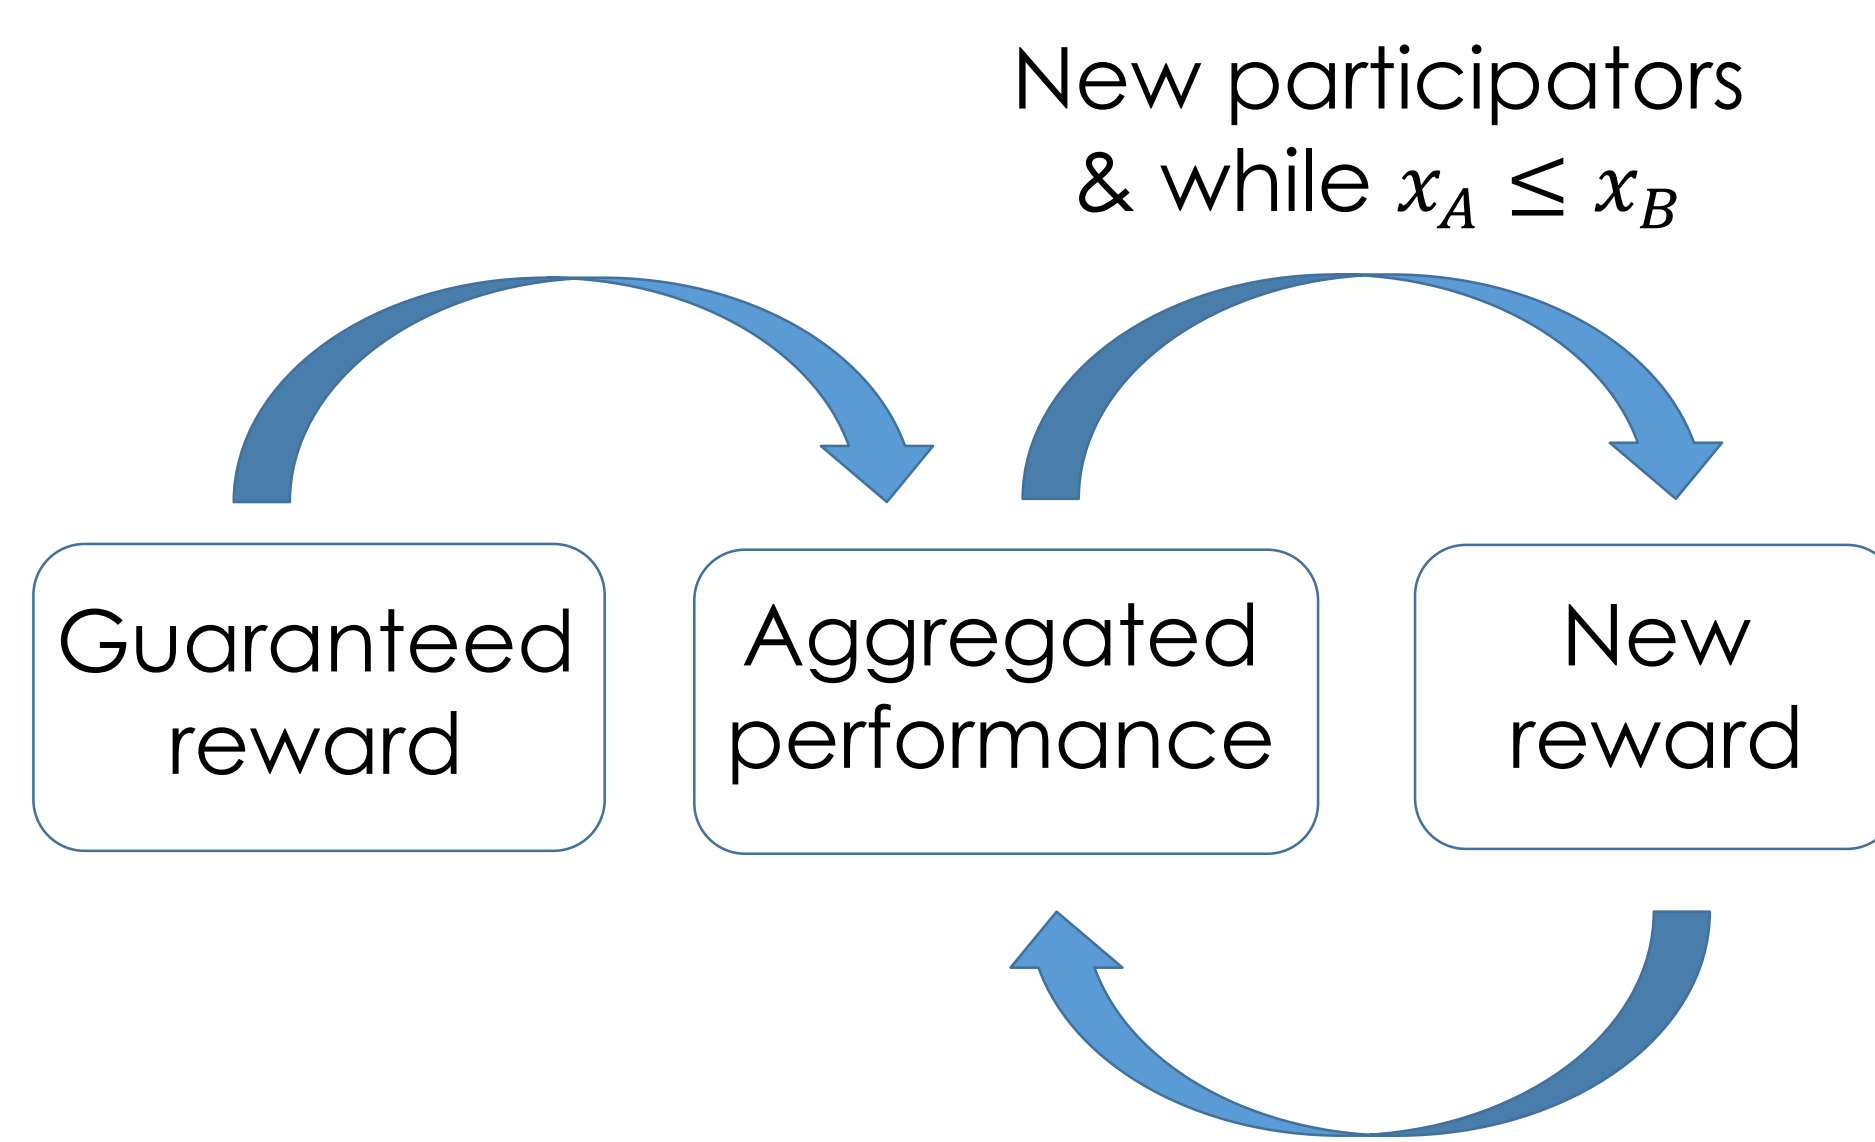 New participators
& while x_A ≤ x_B
Guaranteed
reward
Aggregated
performance
New
reward